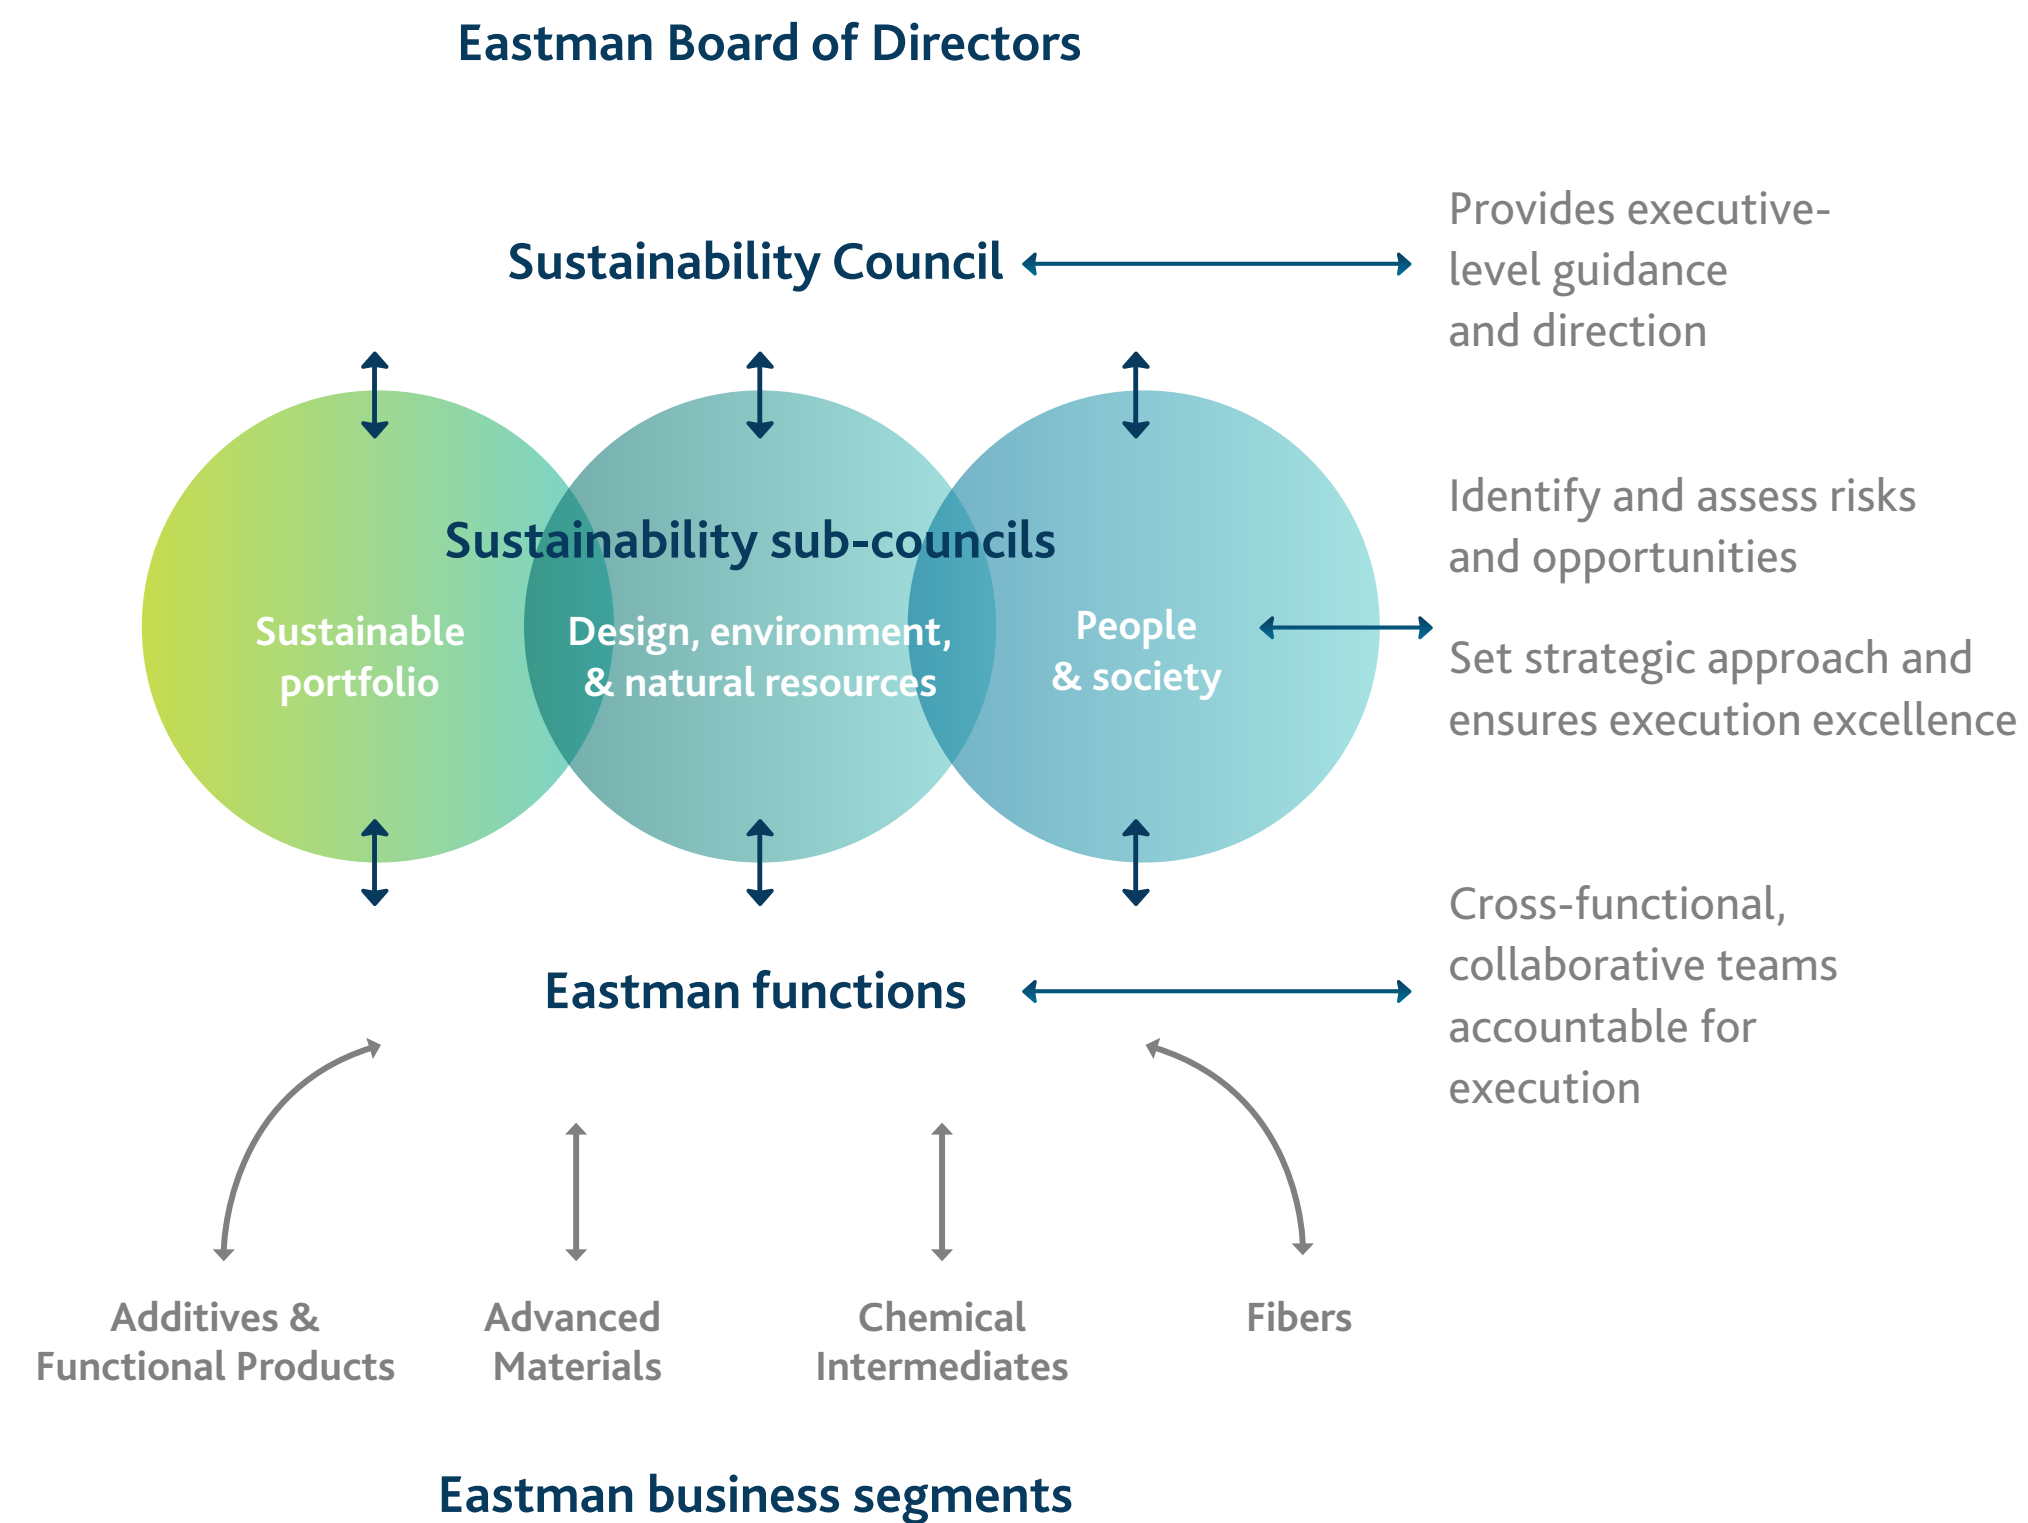 Eastman Board of Directors
Sustainability Council
Provides executive-
level guidance
and direction
Sustainability sub-councils
Sustainable
portfolio
Design, environment,
& natural resources
People
& society
Identify and assess risks
and opportunities
Set strategic approach and
ensures execution excellence
Eastman functions
Cross-functional,
collaborative teams
accountable for
execution
Additives &
Functional Products
Advanced
Materials
Chemical
Intermediates
Fibers
Eastman business segments